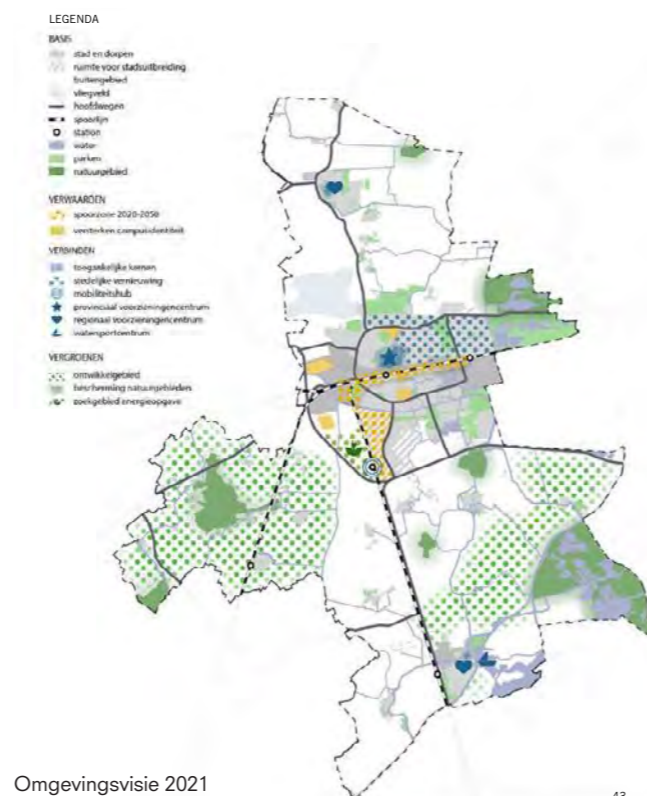 LEGENDA
BASIS
stad en dorpen
ruimte voor stadsuitbreiding
buitengebied
vliegveld
hoofdwegen
spoorlijn
station
water
parken
natuurgebied
VERWAARDEN
spoorzone 2020-2050
versterken campusidentiteit
VERBINDEN
toegankelijke kernen
stedelijke vernieuwing
mobiliteitshub
provinciaal voorzieningencentrum
regionaal voorzieningencentrum
watersportcentrum
VERGROENEN
ontwikkelgebied
bescherming natuurgebieden
zoekgebied energieopgave
Omgevingsvisie 2021
43